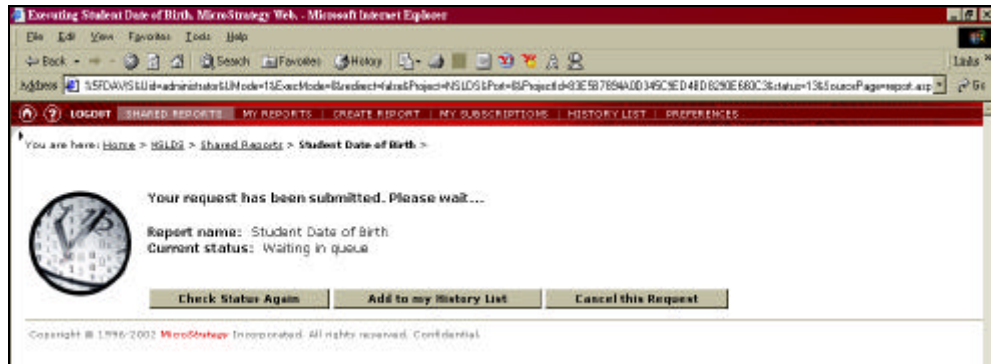 Executing Student Date of Birth. MicroStrategy Web. - Microsoft Internet Explorer
File Edit View Favorites Tools Help
Back Search Favorites History Links »
Address Go
LOGOUT SHARED REPORTS MY REPORTS | CREATE REPORT | MY SUBSCRIPTIONS | HISTORY LIST | PREFERENCES
You are here: Home > NSLDS > Shared Reports > Student Date of Birth >
Your request has been submitted. Please wait...
Report name: Student Date of Birth
Current status: Waiting in queue
Check Status Again Add to my History List Cancel this Request
Copyright © 1996-2002 MicroStrategy Incorporated. All rights reserved. Confidential.